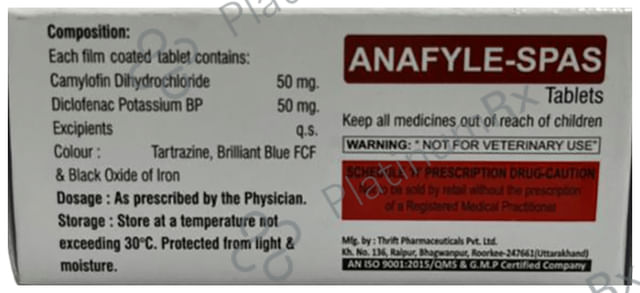 Composition:
Each film coated tablet contains:
Camylofin Dihydrochloride 50 mg.
Diclofenac Potassium BP 50 mg.
Excipients q.s.
Colour : Tartrazine, Brilliant Blue FCF
& Black Oxide of Iron
Dosage : As prescribed by the Physician.
Storage : Store at a temperature not
exceeding 30°C. Protected from light &
moisture.
ANAFYLE-SPAS
Tablets
Keep all medicines out of reach of children
WARNING: " NOT FOR VETERINARY USE"
PRESCRIPTION DRUG-CAUTION
to be sold by retail without the prescription
of a Registered Medical Practitioner
Mfg. by : Thrift Pharmaceuticals Pvt. Ltd.
Kh. No. 136, Raipur, Bhagwanpur, Roorkee-247661(Uttarakhand)
AN ISO 9001:2015/QMS & G.M.P Certified Company
PlatinumRx